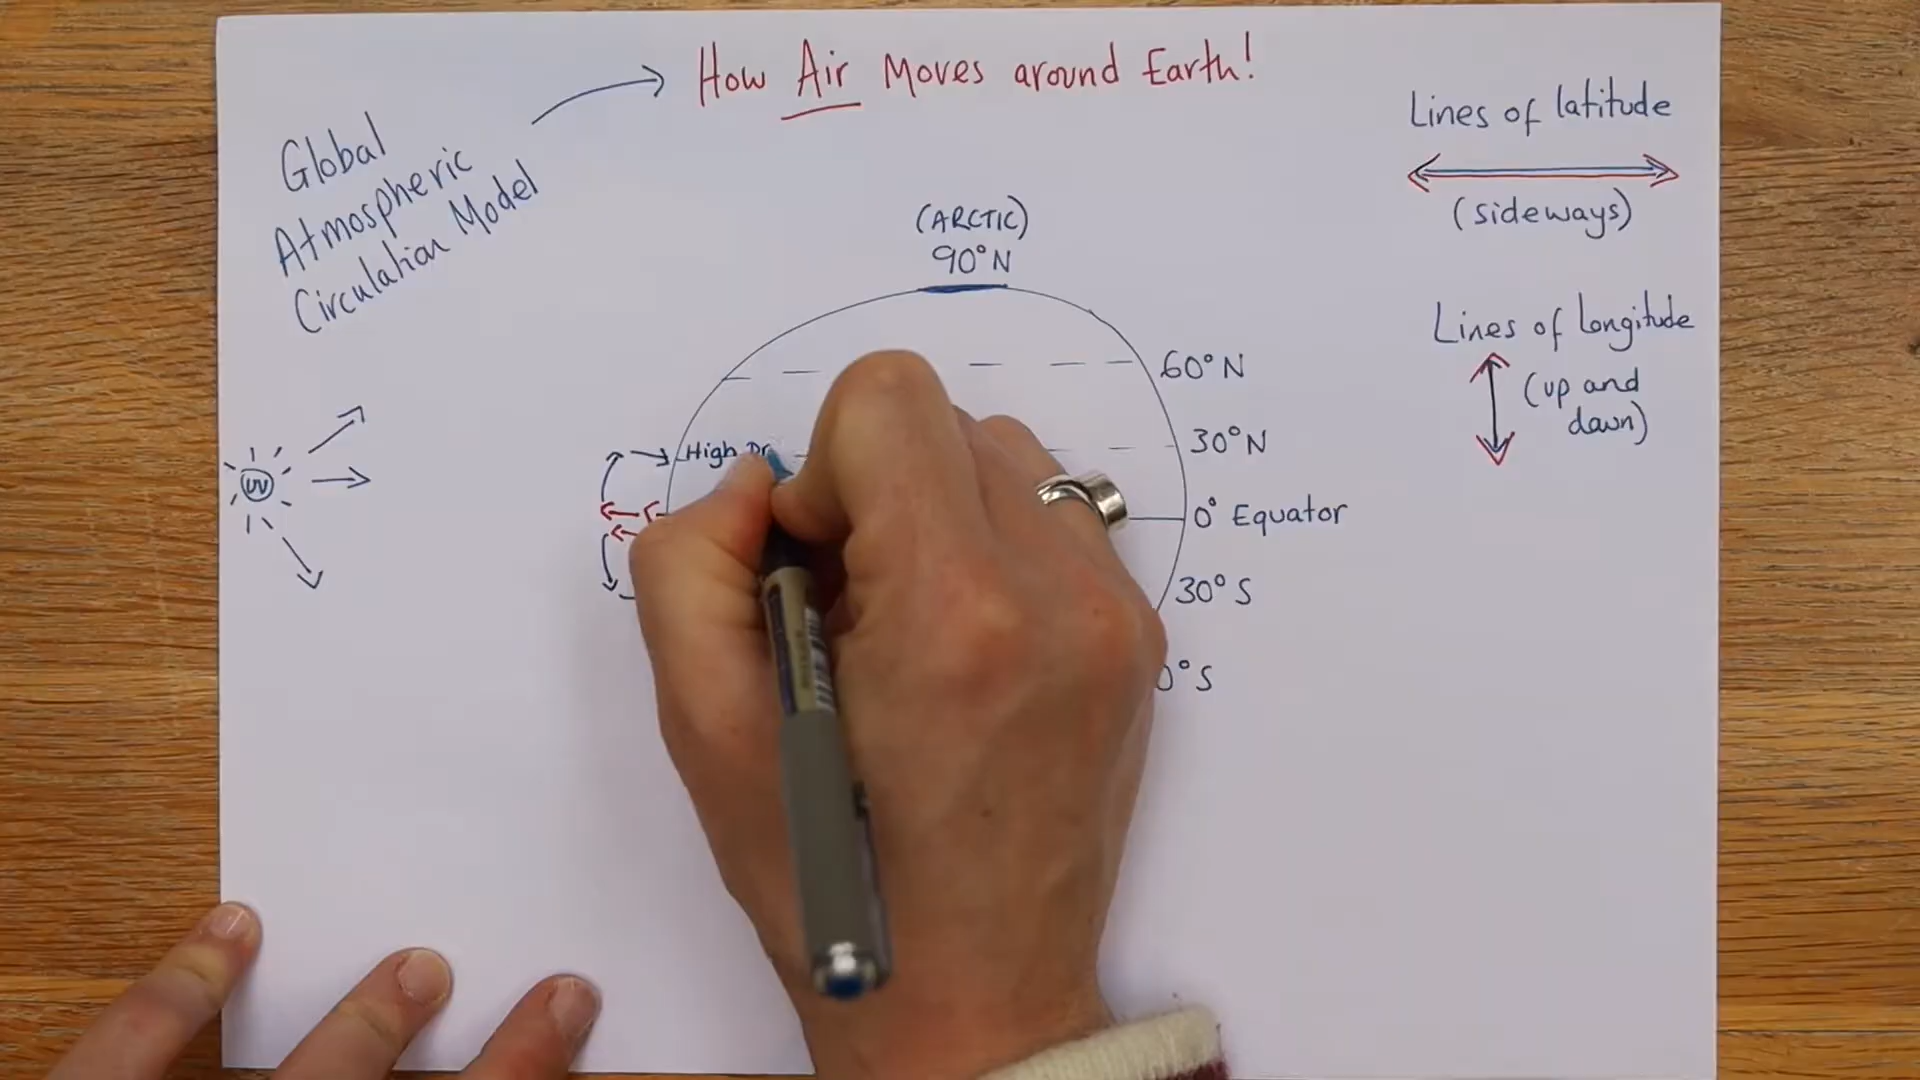 How Air Moves around Earth!
Global
Atmospheric
Circulation Model
Lines of latitude
(sideways)
(ARCTIC)
90°N
Lines of longitude
(up and
down)
60°N
30°N
High
UV
0° Equator
30° S
0°S